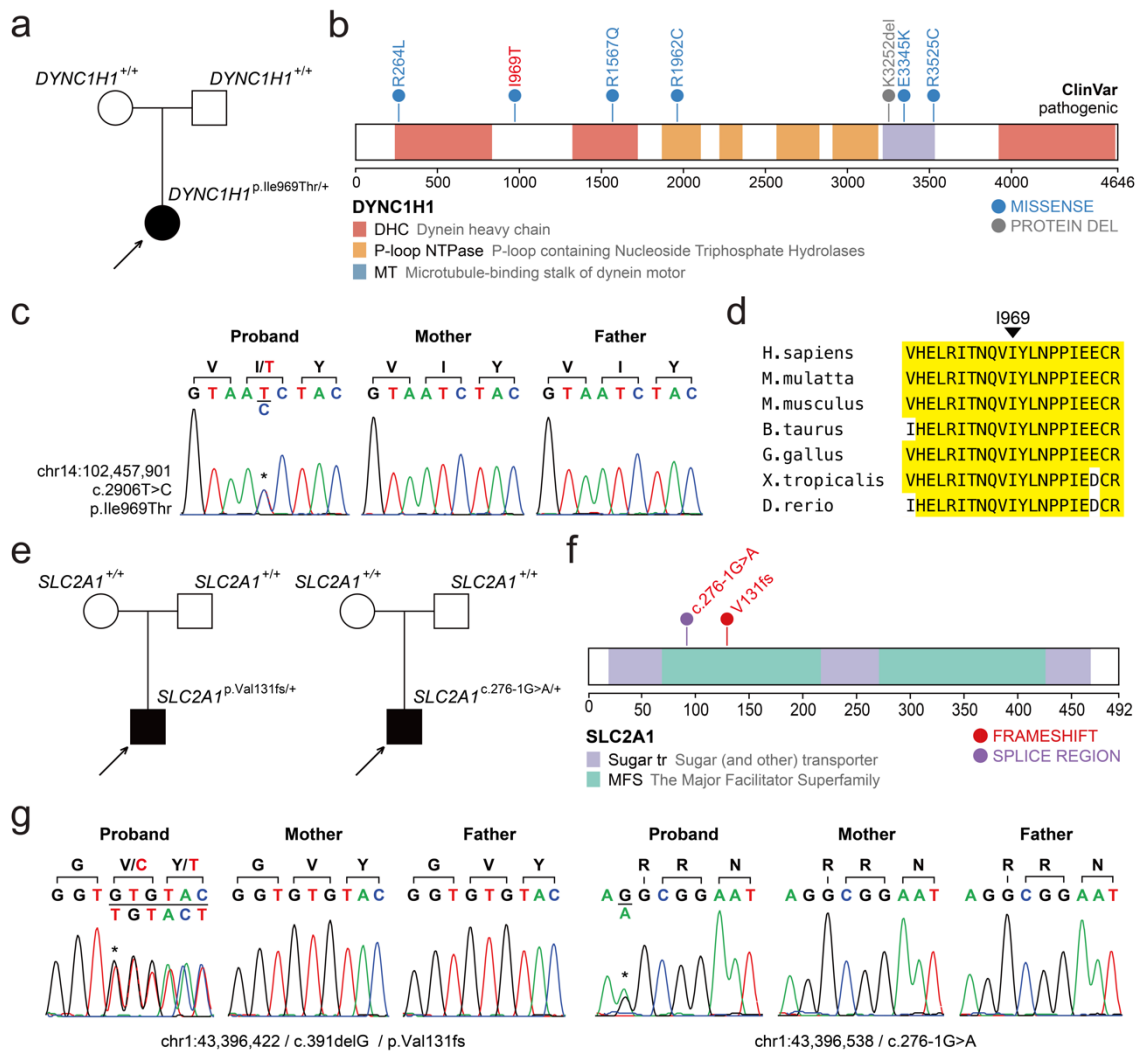 a
DYNC1H1+/+
DYNC1H1+/+
DYNC1H1p.Ile969Thr/+
b
R264L
I969T
R1567Q
R1962C
K3252del
E3345K
R3525C
ClinVar
pathogenic
0 500 1000 1500 2000 2500 3000 3500 4000 4646
DYNC1H1
DHC Dynein heavy chain
P-loop NTPase P-loop containing Nucleoside Triphosphate Hydrolases
MT Microtubule-binding stalk of dynein motor
MISSENSE
PROTEIN DEL
c
Proband Mother Father
V I/T Y V I Y V I Y
G T A A T C T A C G T A A T C T A C G T A A T C T A C
C
*
chr14:102,457,901
c.2906T>C
p.Ile969Thr
d
I969
H.sapiens VHELRITNQVIYLNPPIEECR
M.mulatta VHELRITNQVIYLNPPIEECR
M.musculus VHELRITNQVIYLNPPIEECR
B.taurus IHELRITNQVIYLNPPIEECR
G.gallus VHELRITNQVIYLNPPIEECR
X.tropicalis VHELRITNQVIYLNPPIEDCR
D.rerio IHELRITNQVIYLNPPIEDCR
e
SLC2A1+/+
SLC2A1+/+
SLC2A1+/+
SLC2A1+/+
SLC2A1p.Val131fs/+
SLC2A1c.276-1G>A/+
f
c.276-1G>A
V131fs
0 50 100 150 200 250 300 350 400 450 492
SLC2A1
Sugar tr Sugar (and other) transporter
MFS The Major Facilitator Superfamily
FRAMESHIFT
SPLICE REGION
g
Proband Mother Father Proband Mother Father
G V/C Y/T G V Y G V Y R R N R R N R R N
G G T G T G T A C G G T G T G T A C G G T G T G T A C A G G C G G A A T A G G C G G A A T A G G C G G A A T
T G T A C T A
* *
chr1:43,396,422 / c.391delG / p.Val131fs chr1:43,396,538 / c.276-1G>A